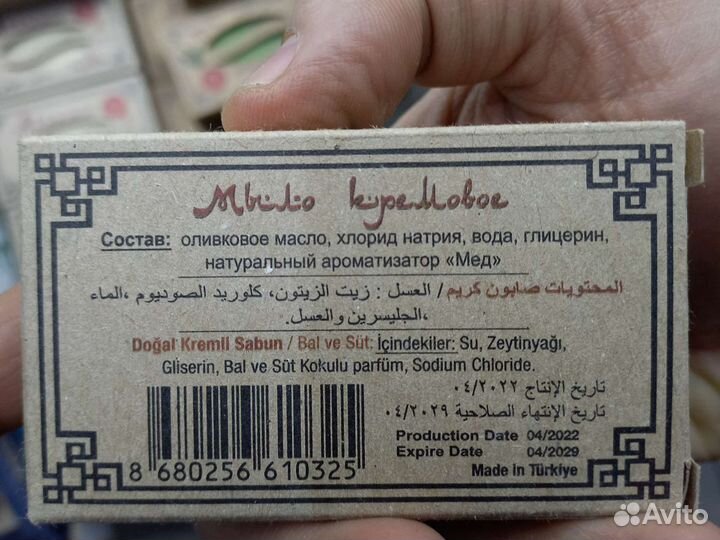 Мыло кремовое
Состав: оливковое масло, хлорид натрия, вода, глицерин,
натуральный ароматизатор «Мед»
المحتويات صابون كريم / العسل : زيت الزيتون، كلوريد الصوديوم ،الماء
،الجليسرين والعسل.
Doğal Kremli Sabun / Bal ve Süt: İçindekiler: Su, Zeytinyağı,
Gliserin, Bal ve Süt Kokulu parfüm, Sodium Chloride.
تاريخ الإنتاج ٠٤/٢٠٢٢
تاريخ الإنتهاء الصلاحية ٠٤/٢٠٢٩
Production Date 04/2022
Expire Date 04/2029
Made in Türkiye
8 680256 610325
Avito